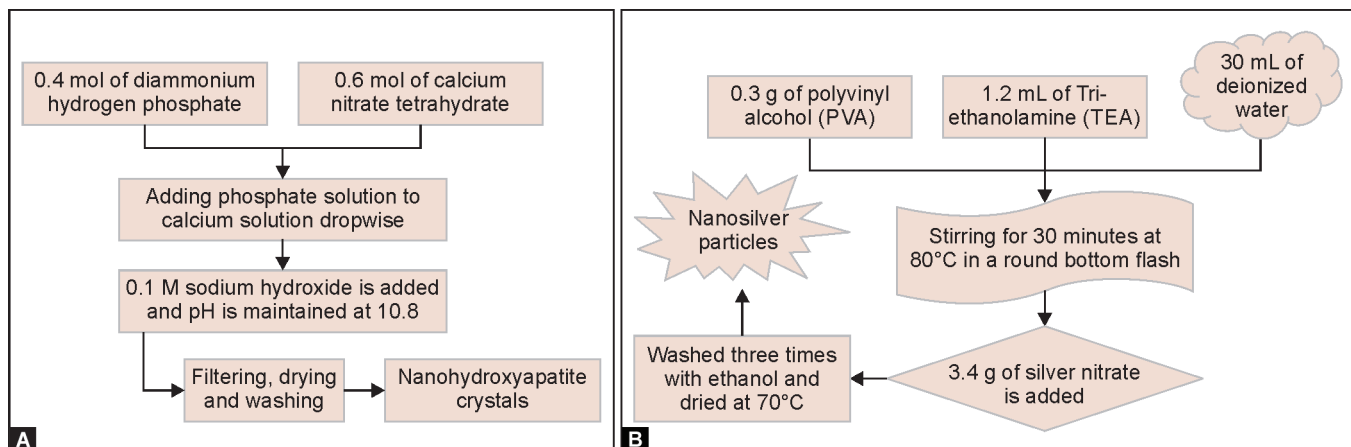 0.4 mol of diammonium
hydrogen phosphate
0.6 mol of calcium
nitrate tetrahydrate
Adding phosphate solution to
calcium solution dropwise
0.1 M sodium hydroxide is added
and pH is maintained at 10.8
Filtering, drying
and washing
Nanohydroxyapatite
crystals
A
0.3 g of polyvinyl
alcohol (PVA)
1.2 mL of Tri-
ethanolamine (TEA)
30 mL of
deionized
water
Stirring for 30 minutes at
80°C in a round bottom flash
3.4 g of silver nitrate
is added
Washed three times
with ethanol and
dried at 70°C
Nanosilver
particles
B